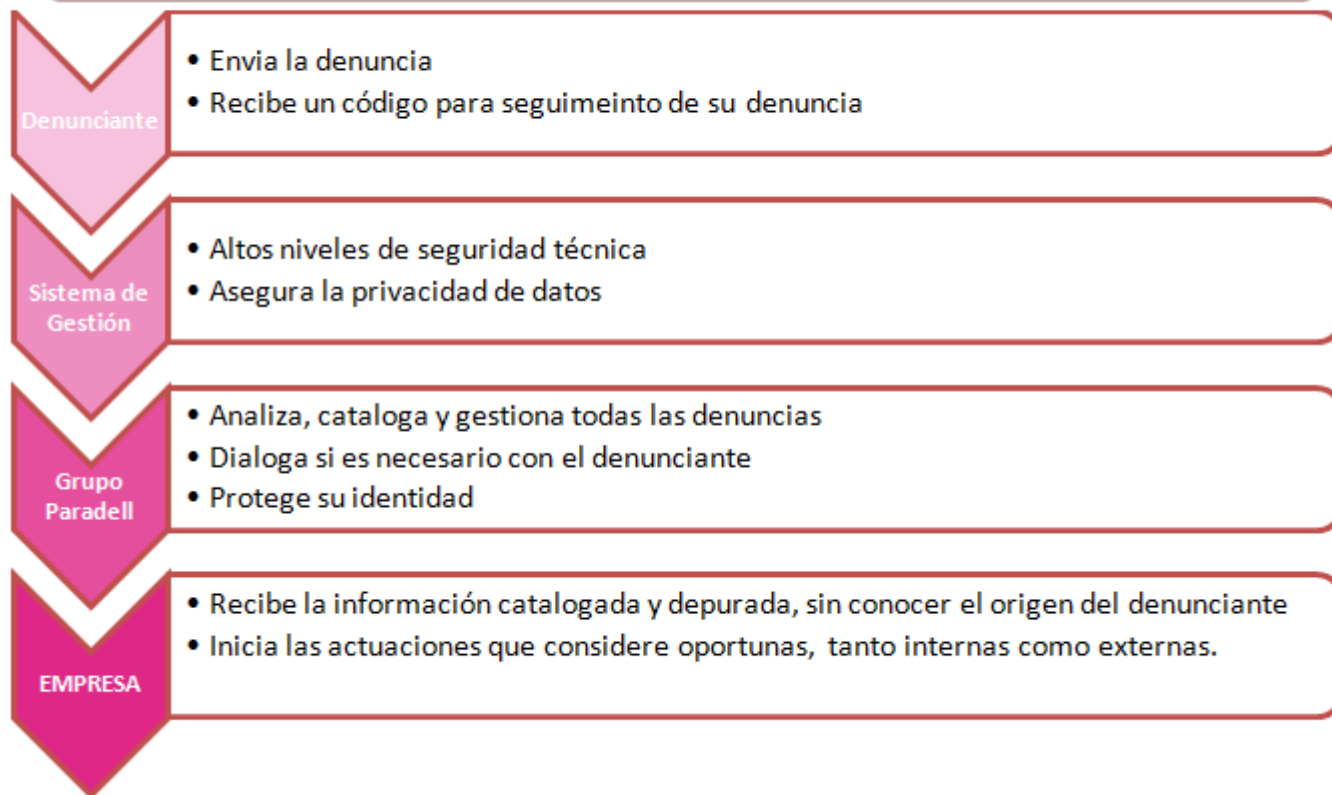 Denunciante
• Envia la denuncia
• Recibe un código para seguimeinto de su denuncia
Sistema de
Gestión
• Altos niveles de seguridad técnica
• Asegura la privacidad de datos
Grupo
Paradell
• Analiza, cataloga y gestiona todas las denuncias
• Dialoga si es necesario con el denunciante
• Protege su identidad
EMPRESA
• Recibe la información catalogada y depurada, sin conocer el origen del denunciante
• Inicia las actuaciones que considere oportunas, tanto internas como externas.